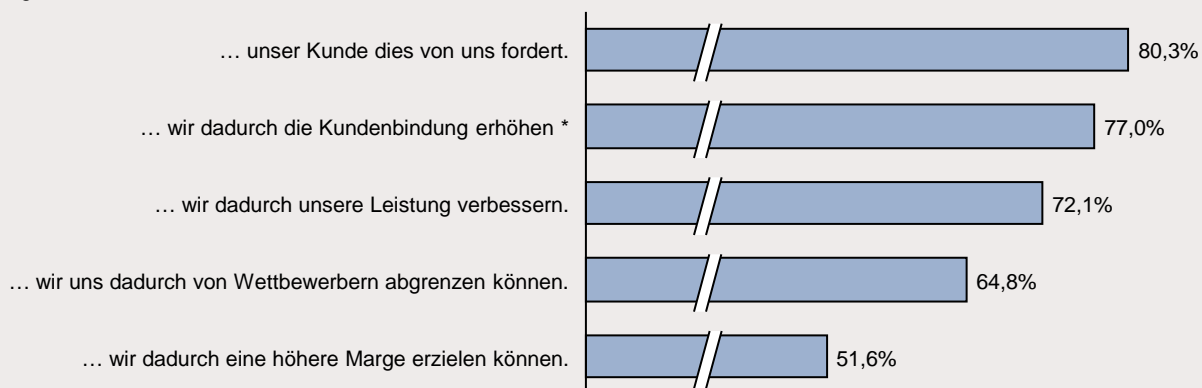 … unser Kunde dies von uns fordert. 80,3%
… wir dadurch die Kundenbindung erhöhen * 77,0%
… wir dadurch unsere Leistung verbessern. 72,1%
… wir uns dadurch von Wettbewerbern abgrenzen können. 64,8%
… wir dadurch eine höhere Marge erzielen können. 51,6%